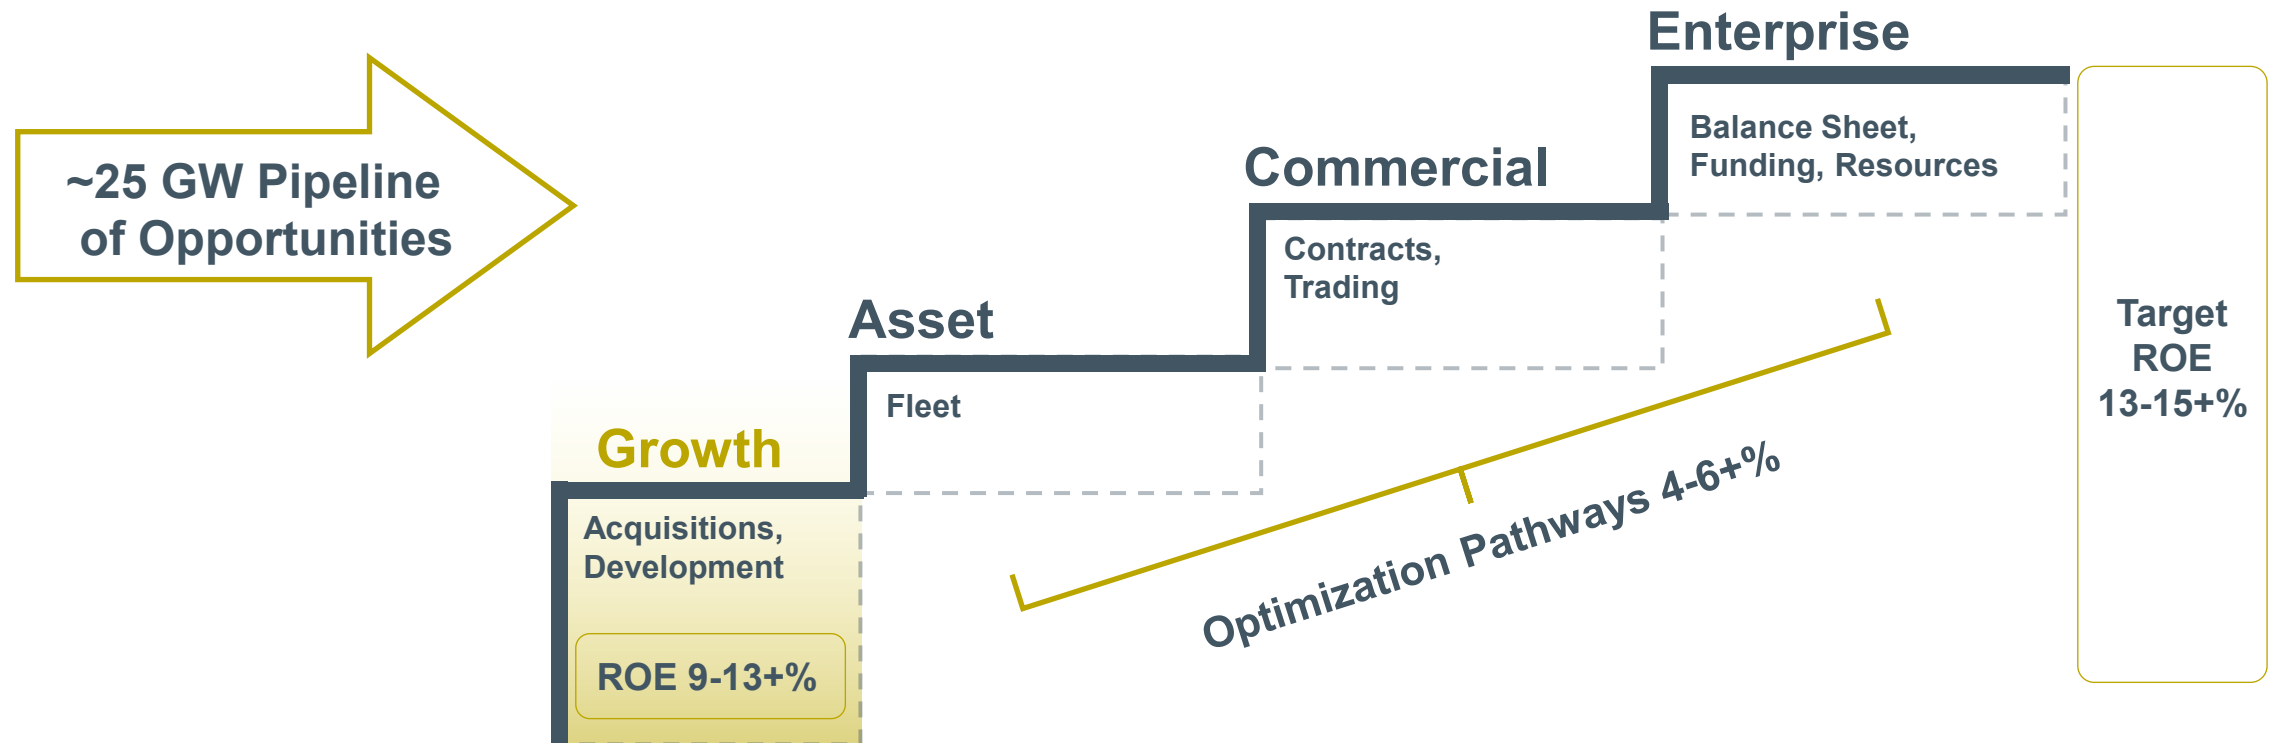 ~25 GW Pipeline
of Opportunities
Growth
Acquisitions,
Development
ROE 9-13+%
Asset
Fleet
Commercial
Contracts,
Trading
Enterprise
Balance Sheet,
Funding, Resources
Optimization Pathways 4-6+%
Target
ROE
13-15+%